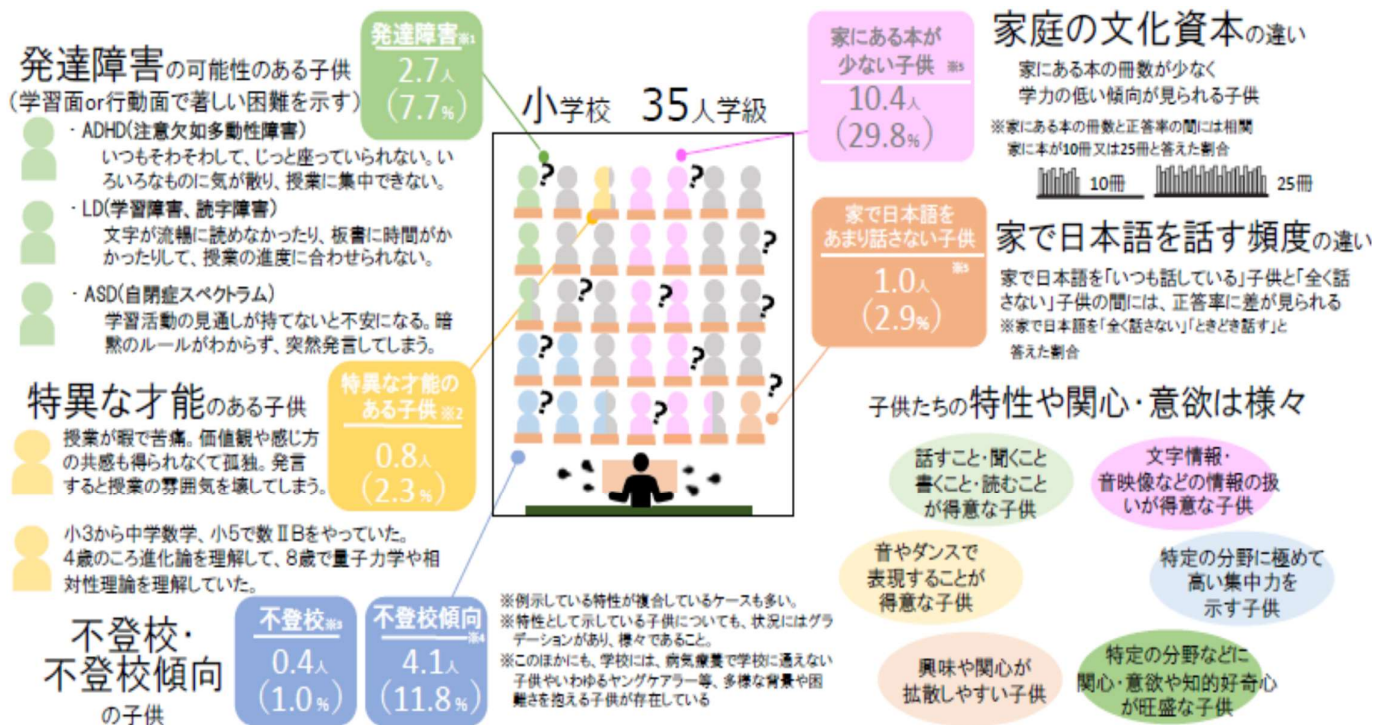 発達障害の可能性のある子供
(学習面or行動面で著しい困難を示す)
・ADHD(注意欠如多動性障害)
いつもそわそわして、じっと座っていられない。い
ろいろなものに気が散り、授業に集中できない。
・LD(学習障害、読字障害)
文字が流暢に読めなかったり、板書に時間がか
かったりして、授業の進度に合わせられない。
・ASD(自閉症スペクトラム)
学習活動の見通しが持てないと不安になる。暗
黙のルールがわからず、突然発言してしまう。
発達障害※1
2.7人
(7.7%)
特異な才能のある子供
授業が暇で苦痛。価値観や感じ方
の共感も得られなくて孤独。発言
すると授業の雰囲気を壊してしまう。
小3から中学数学、小5で数ⅡBをやっていた。
4歳のころ進化論を理解して、8歳で量子力学や相
対性理論を理解していた。
特異な才能の
ある子供※2
0.8人
(2.3%)
不登校・
不登校傾向
の子供
不登校※3
0.4人
(1.0%)
不登校傾向
※4
4.1人
(11.8%)
小学校 35人学級
?
?
?
?
?
?
?
?
?
?
?
?
※例示している特性が複合しているケースも多い。
※特性として示している子供についても、状況にはグラ
デーションがあり、様々であること。
※このほかにも、学校には、病気療養で学校に通えない
子供やいわゆるヤングケアラー等、多様な背景や困
難さを抱える子供が存在している
家にある本が
少ない子供 ※5
10.4人
(29.8%)
家庭の文化資本の違い
家にある本の冊数が少なく
学力の低い傾向が見られる子供
※家にある本の冊数と正答率の間には相関
家に本が10冊又は25冊と答えた割合
10冊
25冊
家で日本語を
あまり話さない子供
※5
1.0人
(2.9%)
家で日本語を話す頻度の違い
家で日本語を「いつも話している」子供と「全く話
さない」子供の間には、正答率に差が見られる
※家で日本語を「全く話さない」「ときどき話す」と
答えた割合
子供たちの特性や関心・意欲は様々
話すこと・聞くこと
書くこと・読むこと
が得意な子供
文字情報・
音映像などの情報の扱
いが得意な子供
音やダンスで
表現することが
得意な子供
特定の分野に極めて
高い集中力を
示す子供
興味や関心が
拡散しやすい子供
特定の分野などに
関心・意欲や知的好奇心
が旺盛な子供